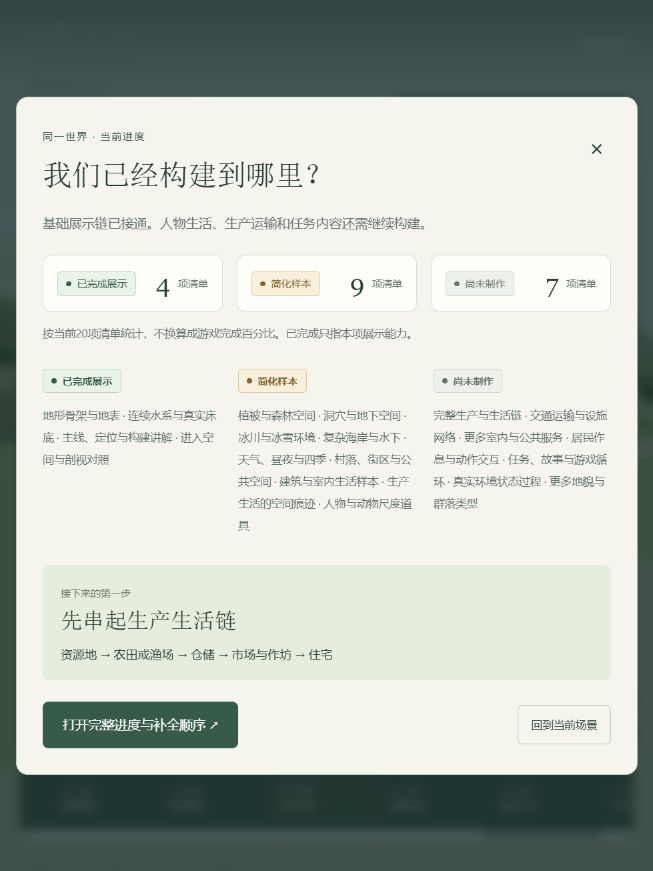 同一世界 · 当前进度
×
我们已经构建到哪里？
基础展示链已接通。人物生活、生产运输和任务内容还需继续构建。
已完成展示 4 项清单
简化样本 9 项清单
尚未制作 7 项清单
按当前20项清单统计，不换算成游戏完成百分比。已完成只指本项展示能力。
已完成展示
地形骨架与地表 · 连续水系与真实床
底 · 主线、定位与构建讲解 · 进入空
间与剖视对照
简化样本
植被与森林空间 · 洞穴与地下空间 ·
冰川与冰雪环境 · 复杂海岸与水下 ·
天气、昼夜与四季 · 村落、街区与公
共空间 · 建筑与室内生活样本 · 生产
生活的空间痕迹 · 人物与动物尺度道
具
尚未制作
完整生产与生活链 · 交通运输与设施
网络 · 更多室内与公共服务 · 居民作
息与动作交互 · 任务、故事与游戏循
环 · 真实环境状态过程 · 更多地貌与
群落类型
接下来的第一步
先串起生产生活链
资源地 → 农田或渔场 → 仓储 → 市场与作坊 → 住宅
打开完整进度与补全顺序 ↗
回到当前场景